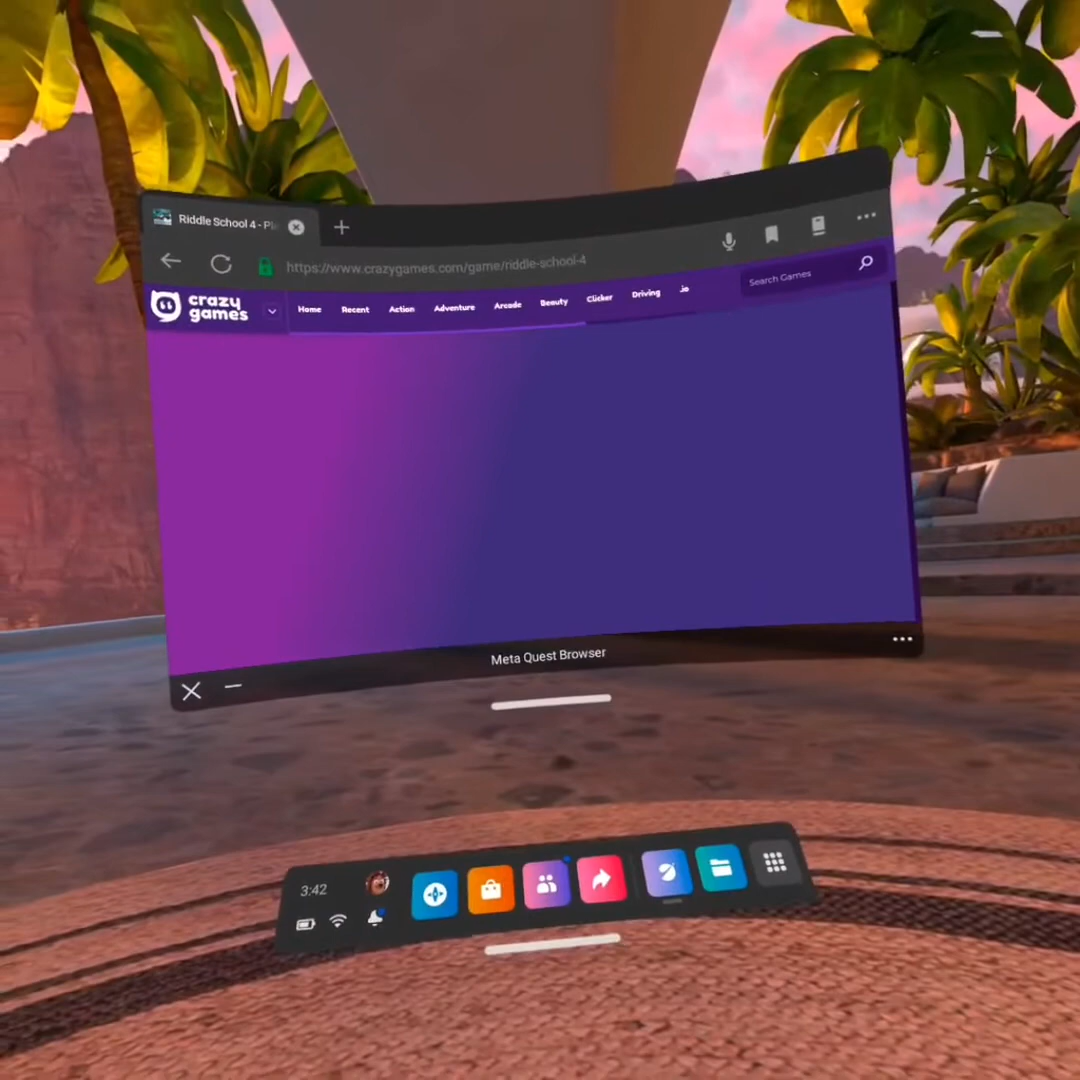 Riddle School 4 - Pl
https://www.crazygames.com/game/riddle-school-4
crazy games
Home Recent Action Adventure Arcade Beauty Clicker Driving .io
Search Games
Meta Quest Browser
3:42